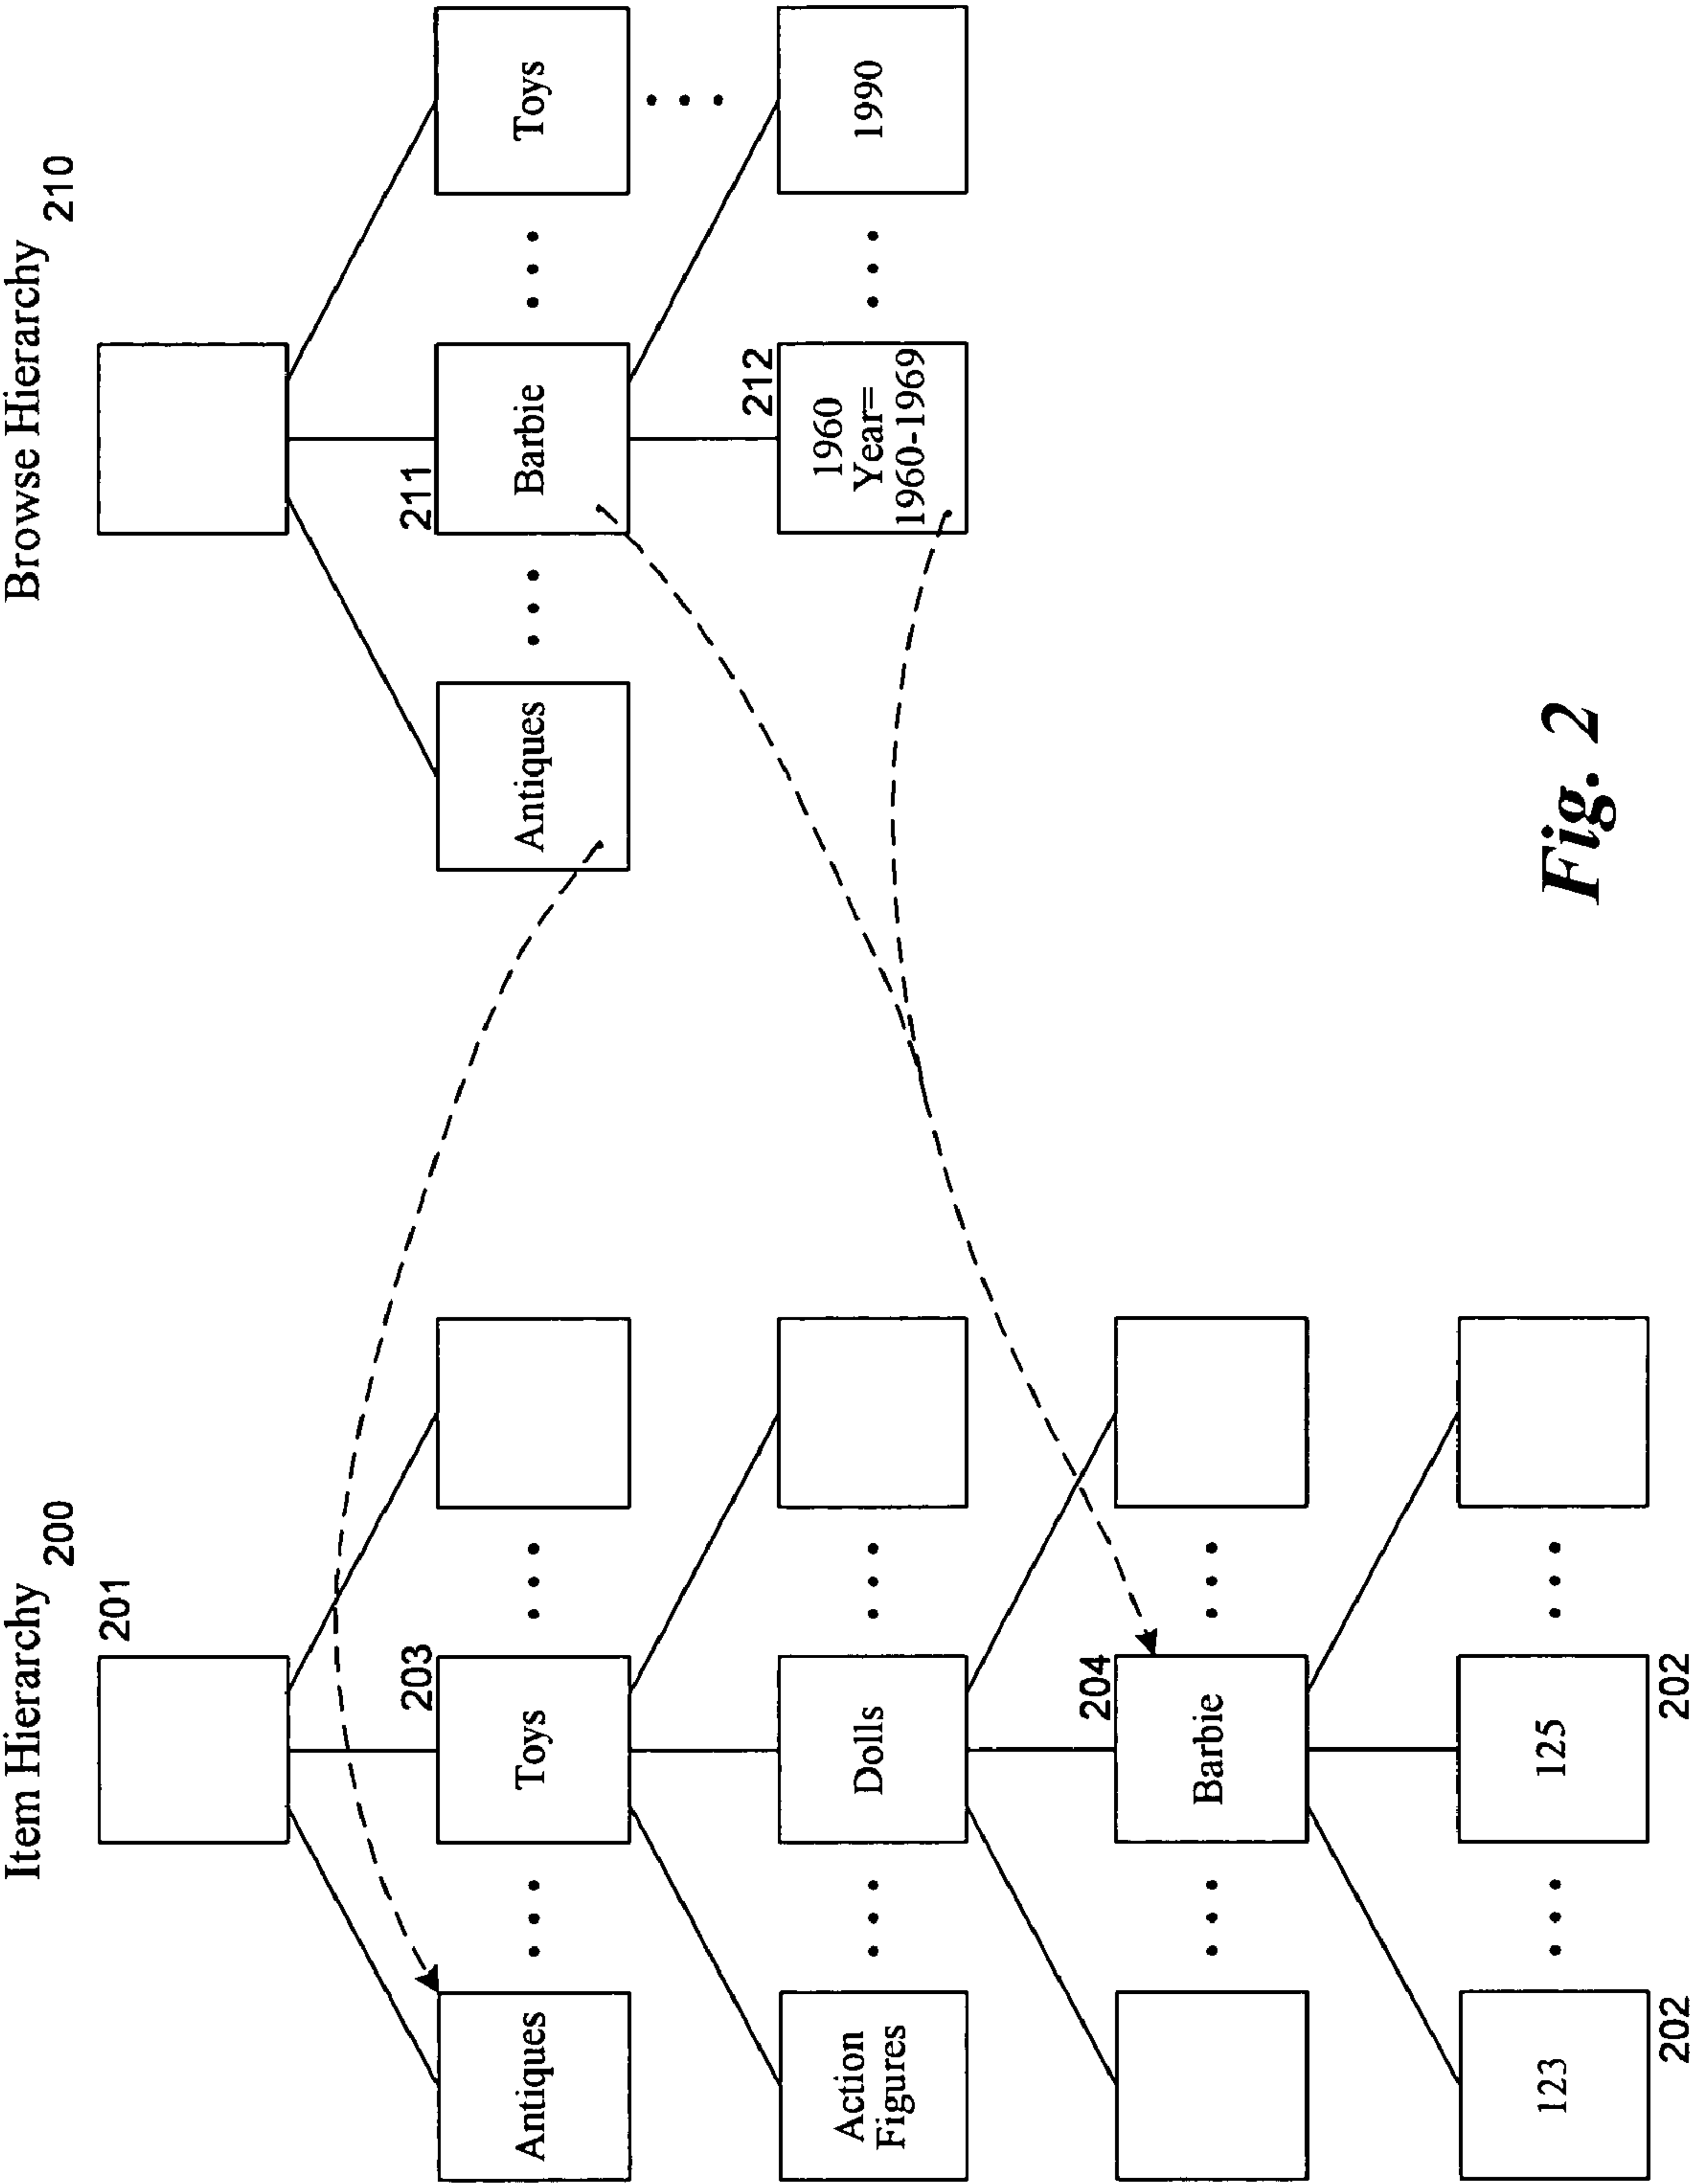 Item Hierarchy
200
201
Antiques
203
Toys
Action
Figures
Dolls
204
Barbie
123
202
125
202
Browse Hierarchy
210
Antiques
211
Barbie
Toys
212
1960
Year=
1960-1969
1990
Fig. 2